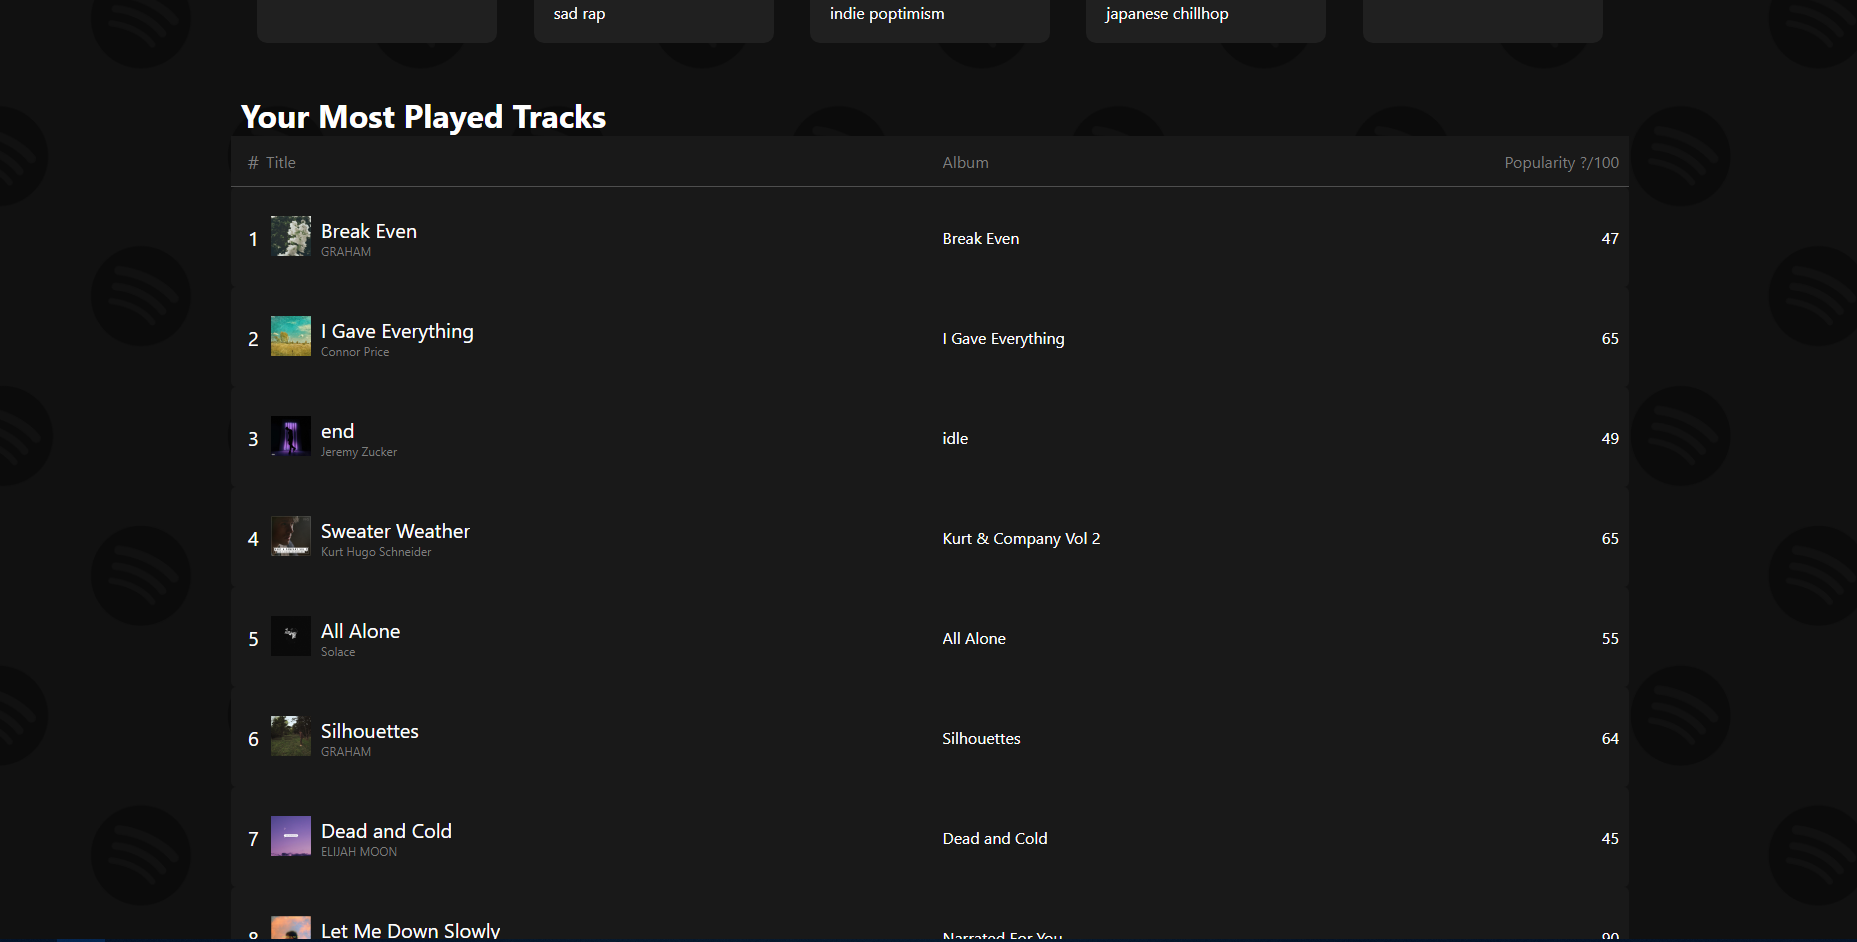 sad rap
indie poptimism
japanese chillhop
Your Most Played Tracks
# Title Album Popularity ?/100
1 Break Even Break Even 47
GRAHAM
2 I Gave Everything I Gave Everything 65
Connor Price
3 end idle 49
Jeremy Zucker
4 Sweater Weather Kurt & Company Vol 2 65
Kurt Hugo Schneider
5 All Alone All Alone 55
Solace
6 Silhouettes Silhouettes 64
GRAHAM
7 Dead and Cold Dead and Cold 45
ELIJAH MOON
8 Let Me Down Slowly Narrated For You 90